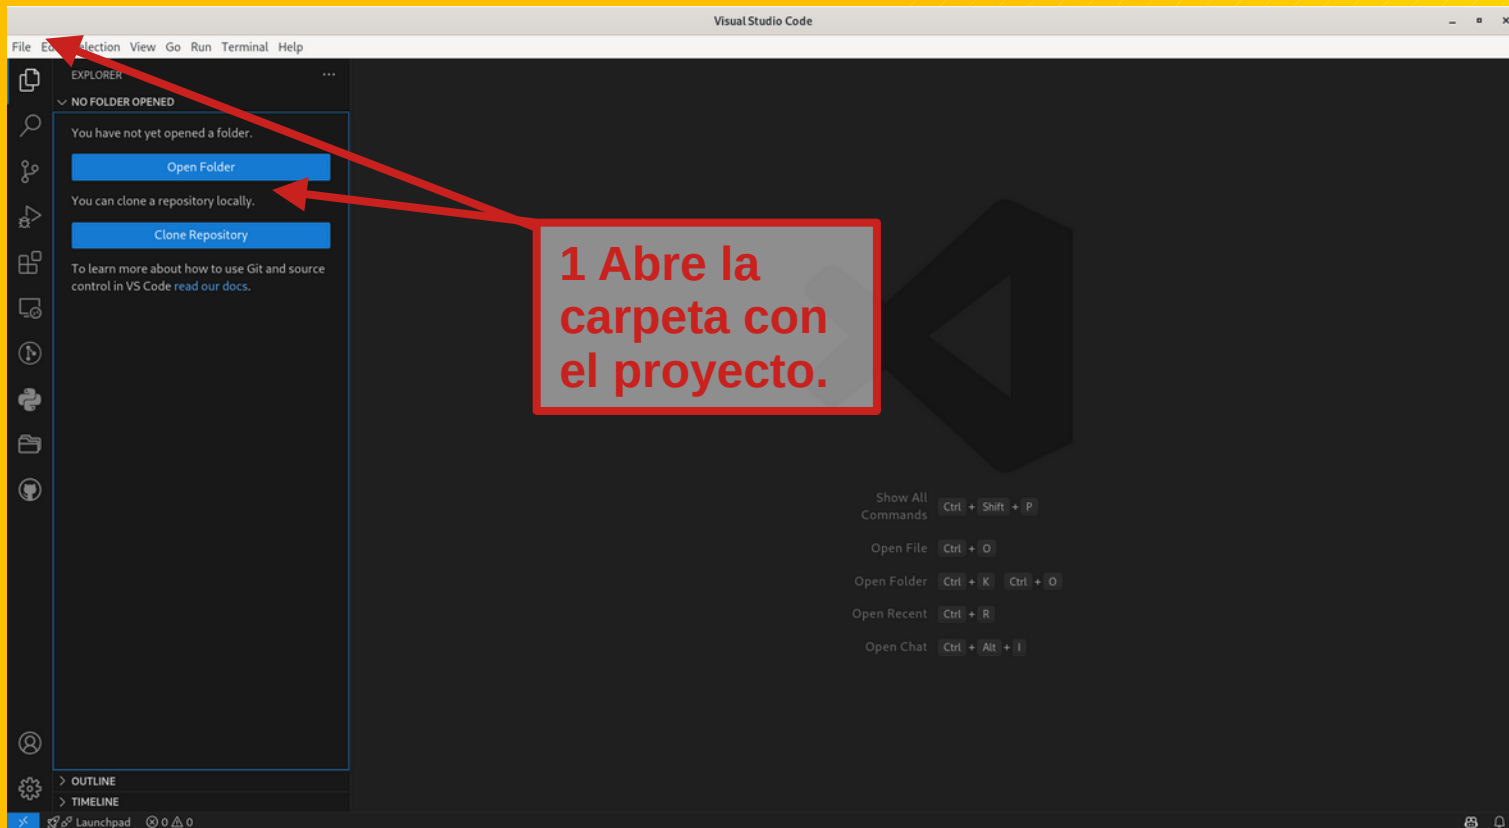 Visual Studio Code
File Ed election View Go Run Terminal Help
EXPLORER
NO FOLDER OPENED
You have not yet opened a folder.
Open Folder
You can clone a repository locally.
Clone Repository
To learn more about how to use Git and source
control in VS Code read our docs.
1 Abre la
carpeta con
el proyecto.
Show All
Commands Ctrl + Shift + P
Open File Ctrl + O
Open Folder Ctrl + K Ctrl + O
Open Recent Ctrl + R
Open Chat Ctrl + Alt + I
OUTLINE
TIMELINE
Launchpad 0 0